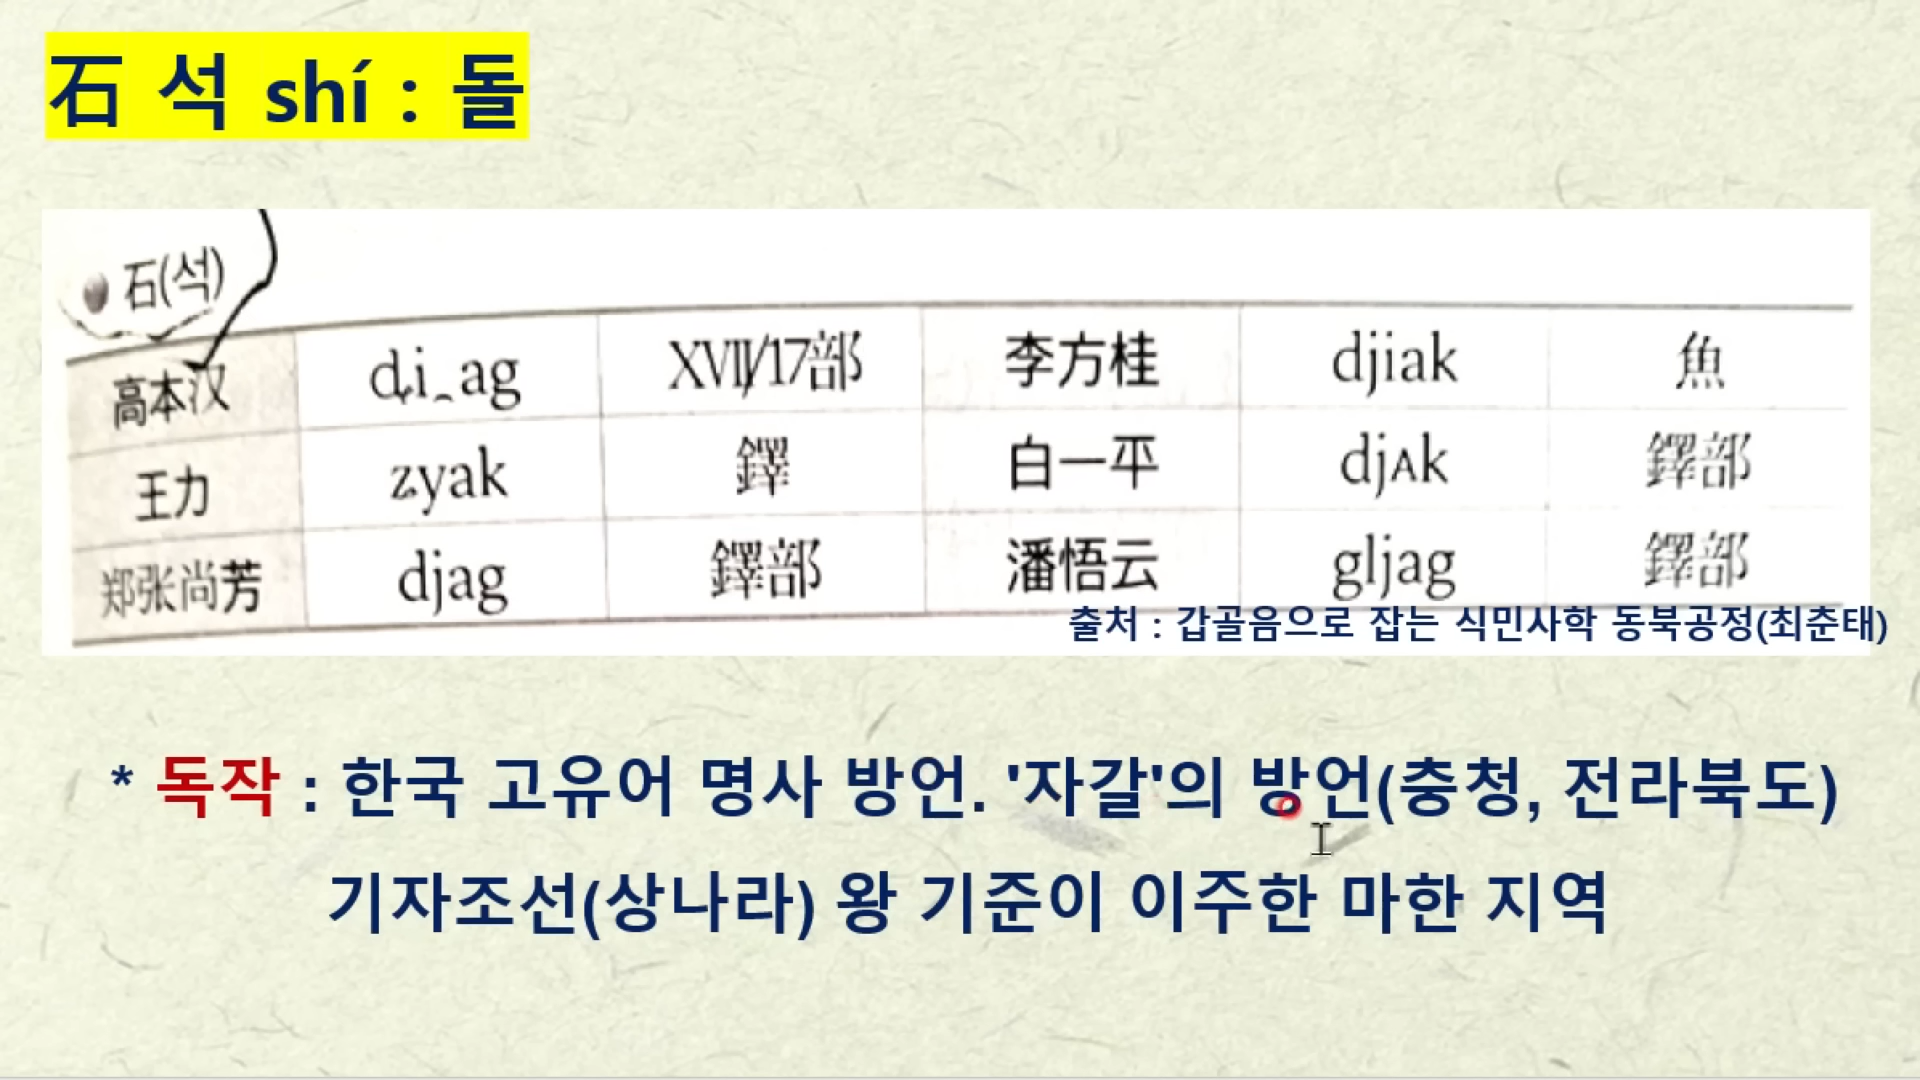 石 석 shí : 돌
石(석)
高本汉 d̡i̯ag XVII/17部 李方桂 djiak 魚
王力 zyak 鐸 白一平 djᴀk 鐸部
郑张尚芳 djag 鐸部 潘悟云 gljag 鐸部
출처 : 갑골음으로 잡는 식민사학 동북공정(최춘태)
* 독작 : 한국 고유어 명사 방언. '자갈'의 방언(충청, 전라북도)
기자조선(상나라) 왕 기준이 이주한 마한 지역